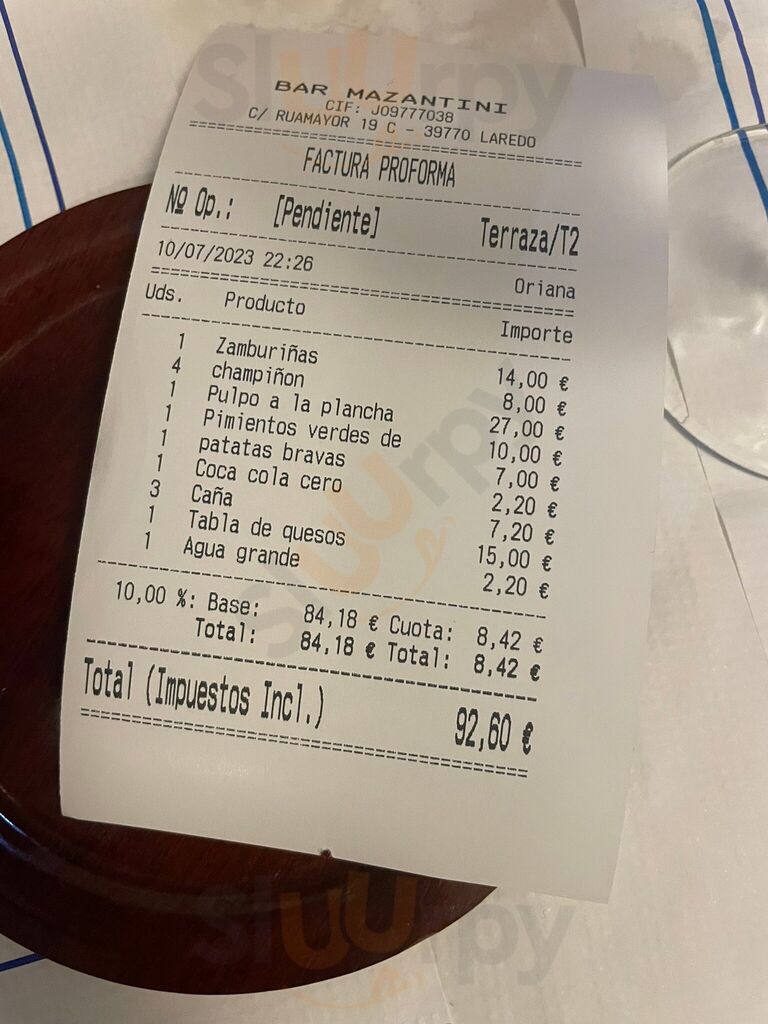 BAR MAZANTINI
CIF: J09777038
C/ RUAMAYOR 19 C - 39770 LAREDO
FACTURA PROFORMA
Nº Op.: [Pendiente] Terraza/T2
10/07/2023 22:26 Oriana
Uds. Producto Importe
1 Zamburiñas 14,00 €
4 champiñon 8,00 €
1 Pulpo a la plancha 27,00 €
1 Pimientos verdes de 10,00 €
1 patatas bravas 7,00 €
1 Coca cola cero 2,20 €
3 Caña 7,20 €
1 Tabla de quesos 15,00 €
1 Agua grande 2,20 €
10,00 %: Base: 84,18 € Cuota: 8,42 €
Total: 84,18 € Total: 8,42 €
Total (Impuestos Incl.) 92,60 €
Sluurpy
Sluurpy
Sluurpy